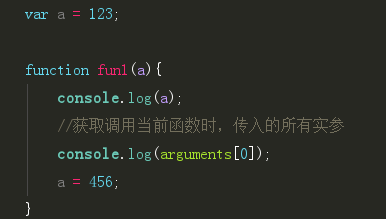 var a = 123;
function fun1(a){
console.log(a);
//获取调用当前函数时，传入的所有实参
console.log(arguments[0]);
a = 456;
}